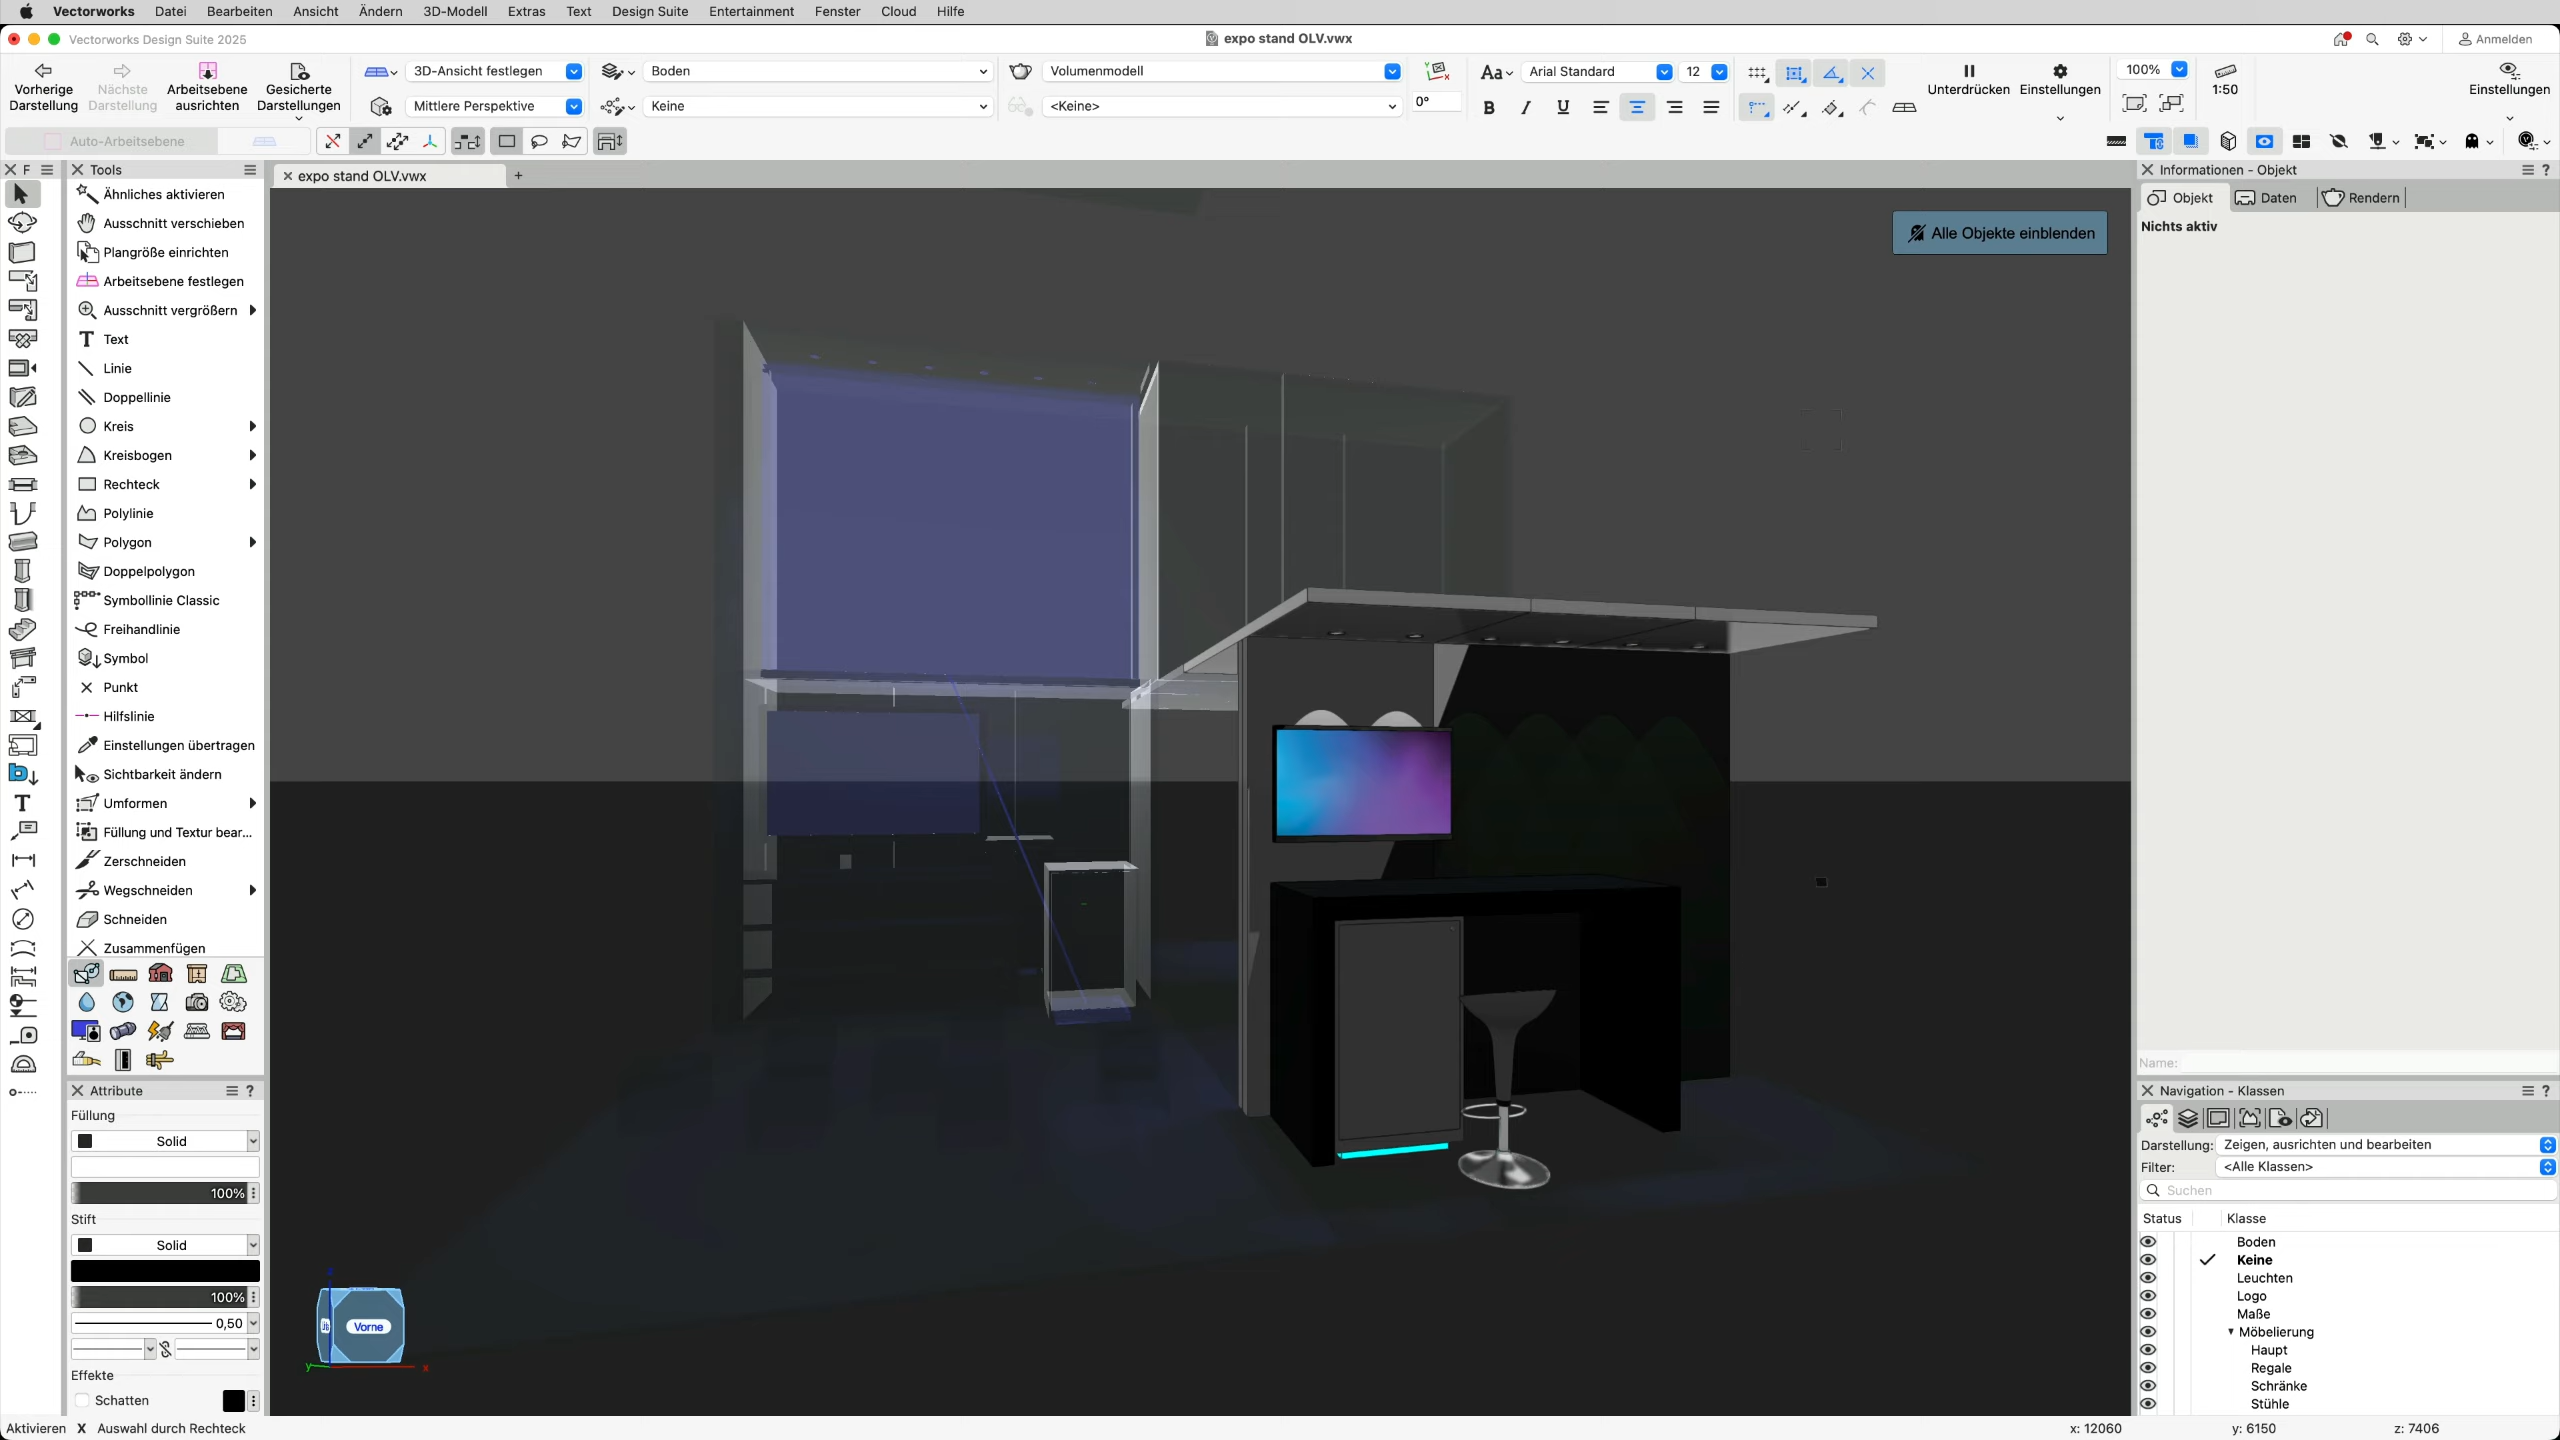 Vectorworks Datei Bearbeiten Ansicht Ändern 3D-Modell Extras Text Design Suite Entertainment Fenster Cloud Hilfe
Vectorworks Design Suite 2025
expo stand OLV.vwx
Anmelden
Vorherige Darstellung
Nächste Darstellung
Arbeitsebene ausrichten
Gesicherte Darstellungen
3D-Ansicht festlegen
Boden
Volumenmodell
Aa
Arial Standard
12
Unterdrücken
Einstellungen
100%
1:50
Einstellungen
Mittlere Perspektive
Keine
<Keine>
0°
B I U
Auto-Arbeitsebene
F
Tools
expo stand OLV.vwx
+
Informationen - Objekt
?
Ähnliches aktivieren
Ausschnitt verschieben
Plangröße einrichten
Arbeitsebene festlegen
Ausschnitt vergrößern
Text
Linie
Doppellinie
Kreis
Kreisbogen
Rechteck
Polylinie
Polygon
Doppelpolygon
Symbollinie Classic
Freihandlinie
Symbol
Punkt
Hilfslinie
Einstellungen übertragen
Sichtbarkeit ändern
Umformen
Füllung und Textur bear...
Zerschneiden
Wegschneiden
Schneiden
Zusammenfügen
Attribute
?
Füllung
Solid
100%
Stift
Solid
100%
0,50
Effekte
Schatten
Alle Objekte einblenden
Vorne
z
y
x
Objekt
Daten
Rendern
Nichts aktiv
Name:
Navigation - Klassen
?
Darstellung: Zeigen, ausrichten und bearbeiten
Filter: <Alle Klassen>
Suchen
Status Klasse
Boden
Keine
Leuchten
Logo
Maße
Möbelierung
Haupt
Regale
Schränke
Stühle
Aktivieren X Auswahl durch Rechteck
x: 12060 y: 6150 z: 7406